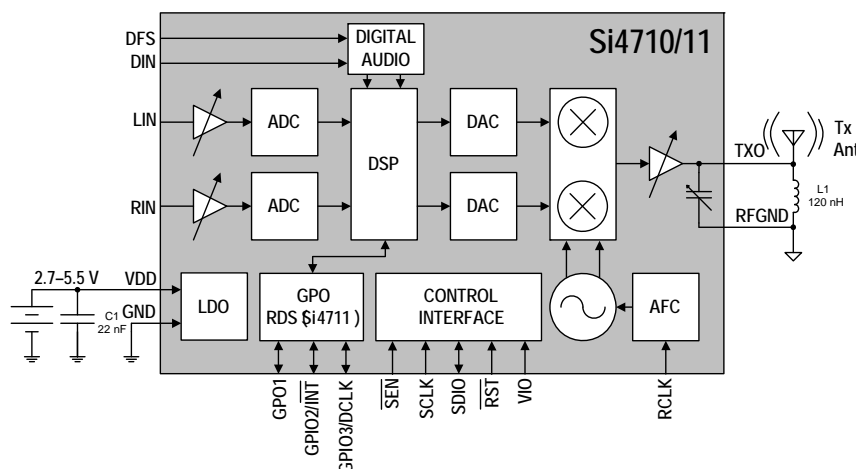 DFS
DIN
DIGITAL
AUDIO
Si4710/11
LIN
ADC
DSP
DAC
TXO
Tx
Ant
RIN
ADC
DAC
L1
120 nH
RFGND
2.7–5.5 V
VDD
C1
22 nF
GND
LDO
GPO
RDS (Si4711)
CONTROL
INTERFACE
AFC
GPO1
GPIO2/INT
GPIO3/DCLK
SEN
SCLK
SDIO
RST
VIO
RCLK